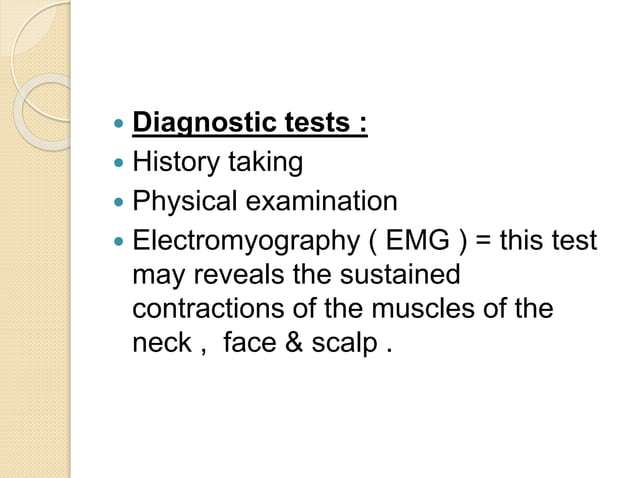 Diagnostic tests :
History taking
Physical examination
Electromyography ( EMG ) = this test
may reveals the sustained
contractions of the muscles of the
neck ,  face & scalp .